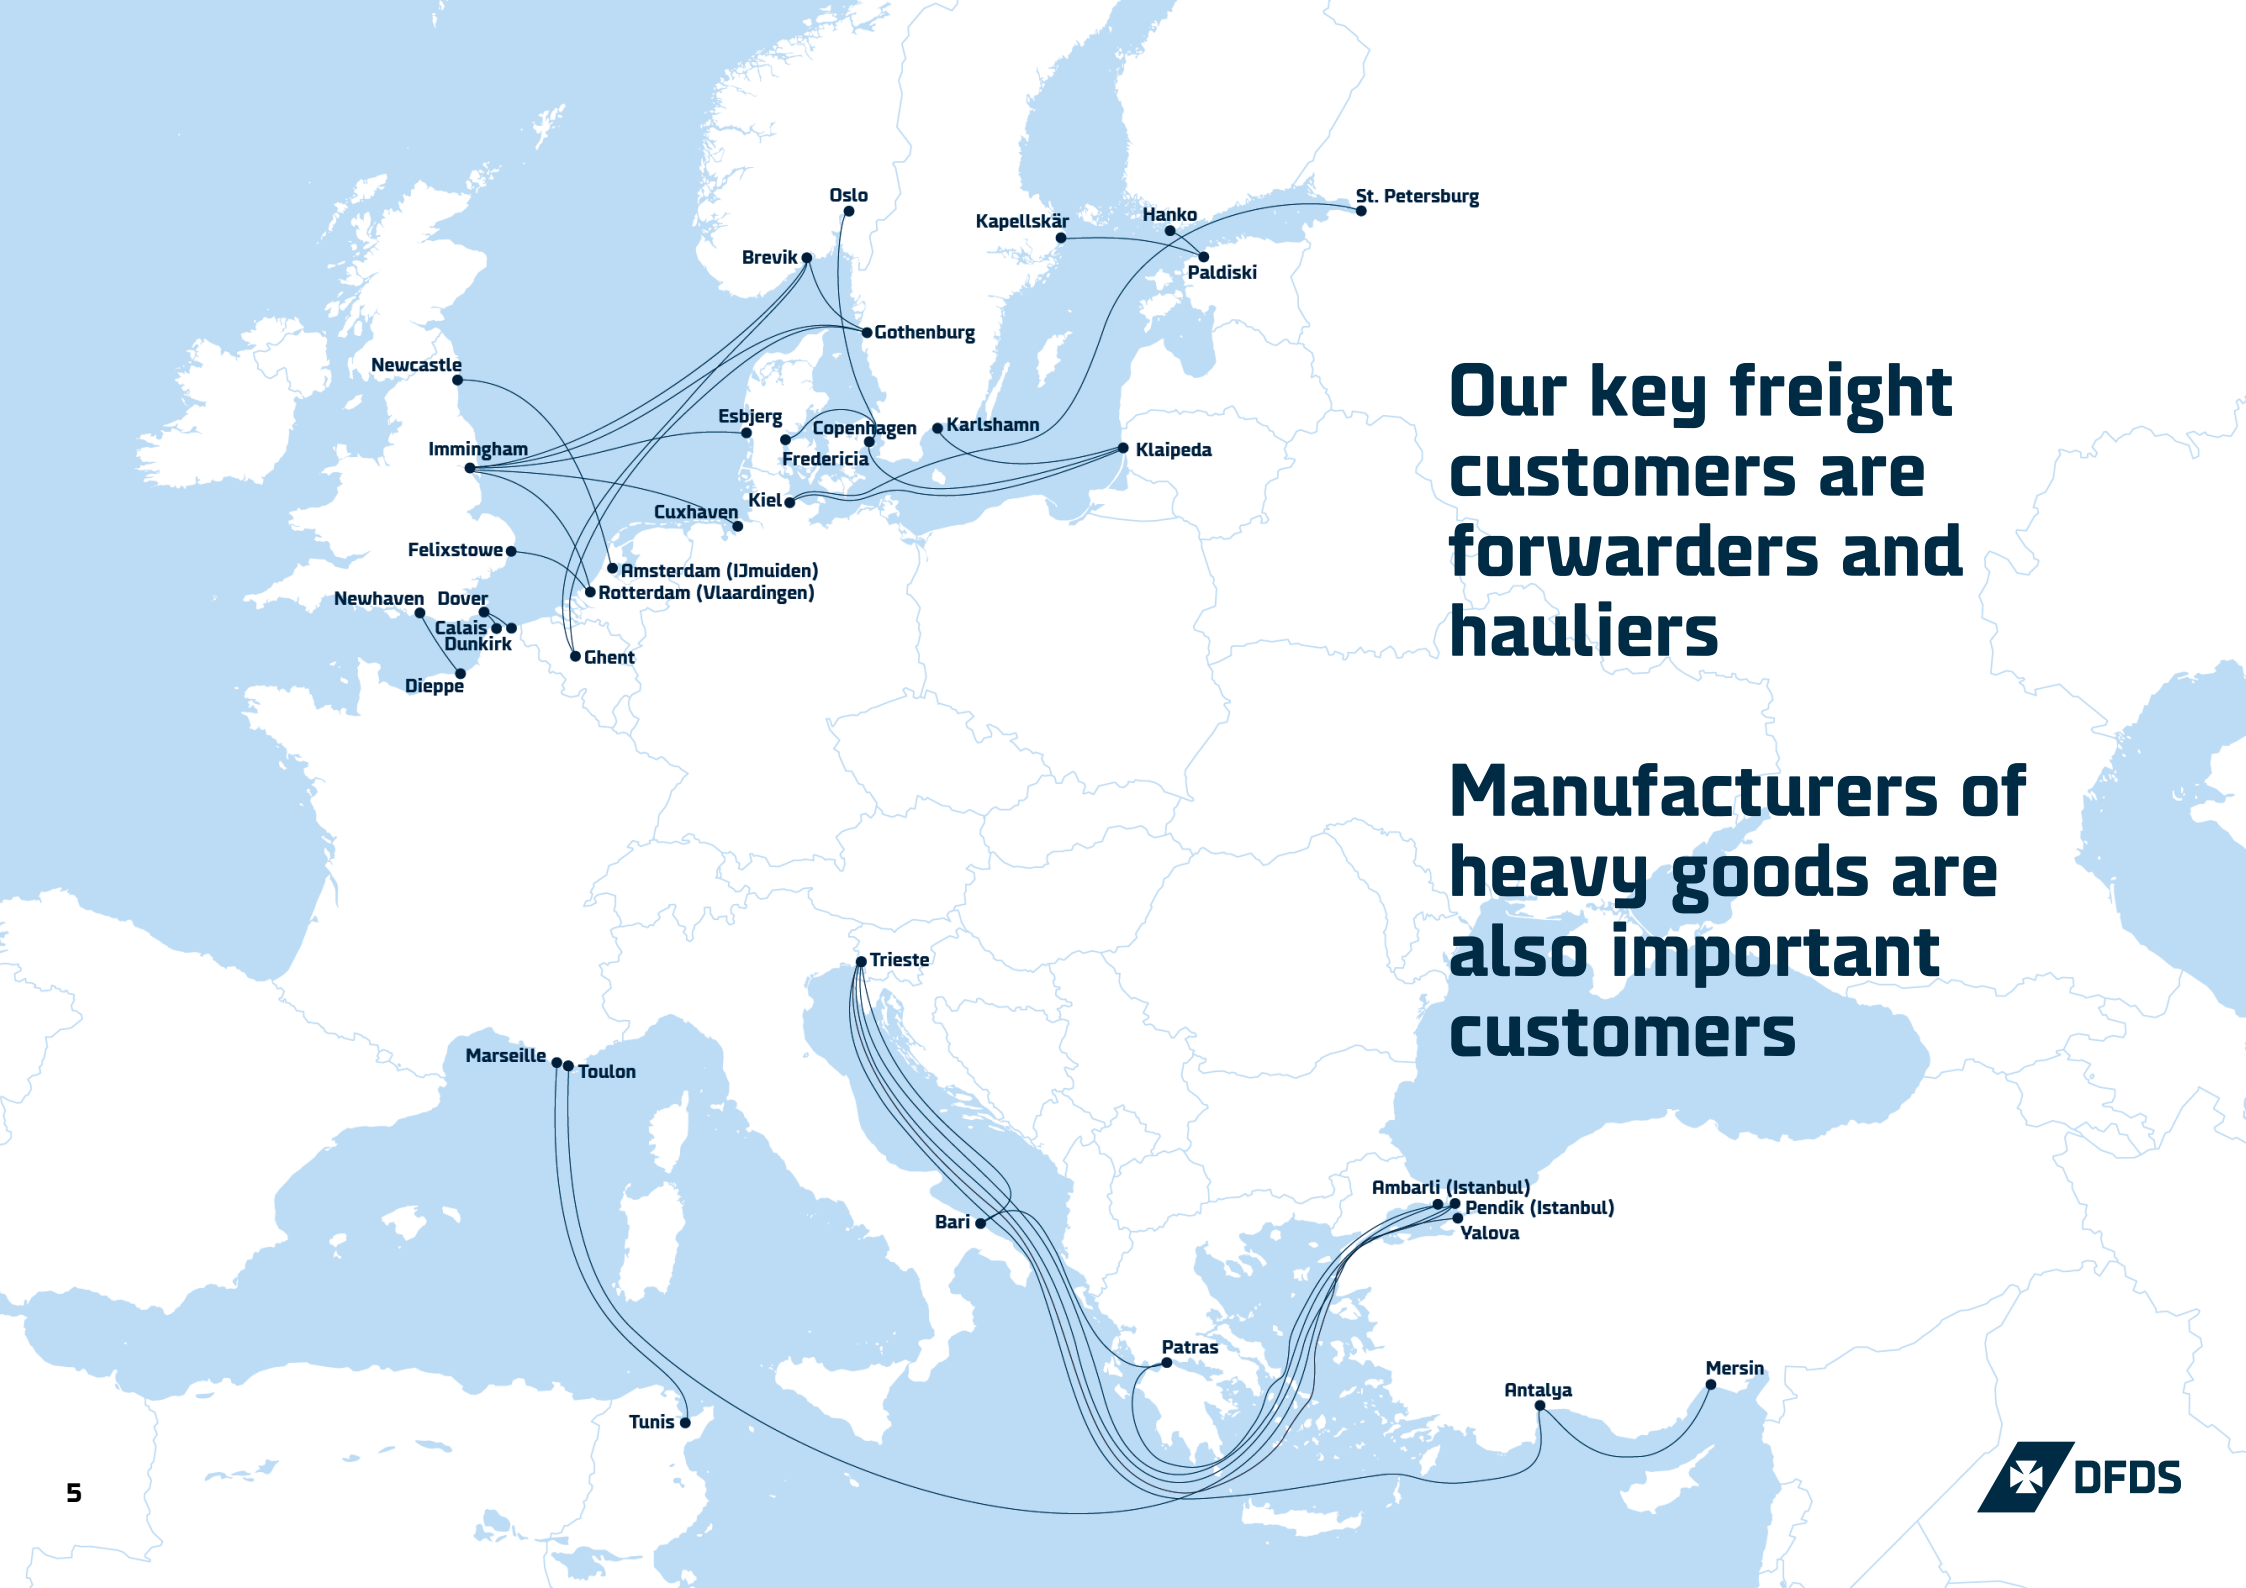 Oslo
St. Petersburg
Kapellskär
Hanko
Brevik
Paldiski
Gothenburg
Newcastle
Esbjerg
Copenhagen
Karlshamn
Immingham
Fredericia
Klaipeda
Kiel
Cuxhaven
Felixstowe
Amsterdam (IJmuiden)
Rotterdam (Vlaardingen)
Newhaven
Dover
Calais
Dunkirk
Ghent
Dieppe
Our key freight
customers are
forwarders and
hauliers
Manufacturers of
heavy goods are
also important
customers
Trieste
Marseille
Toulon
Ambarli (Istanbul)
Pendik (Istanbul)
Bari
Yalova
Patras
Mersin
Antalya
Tunis
5
DFDS